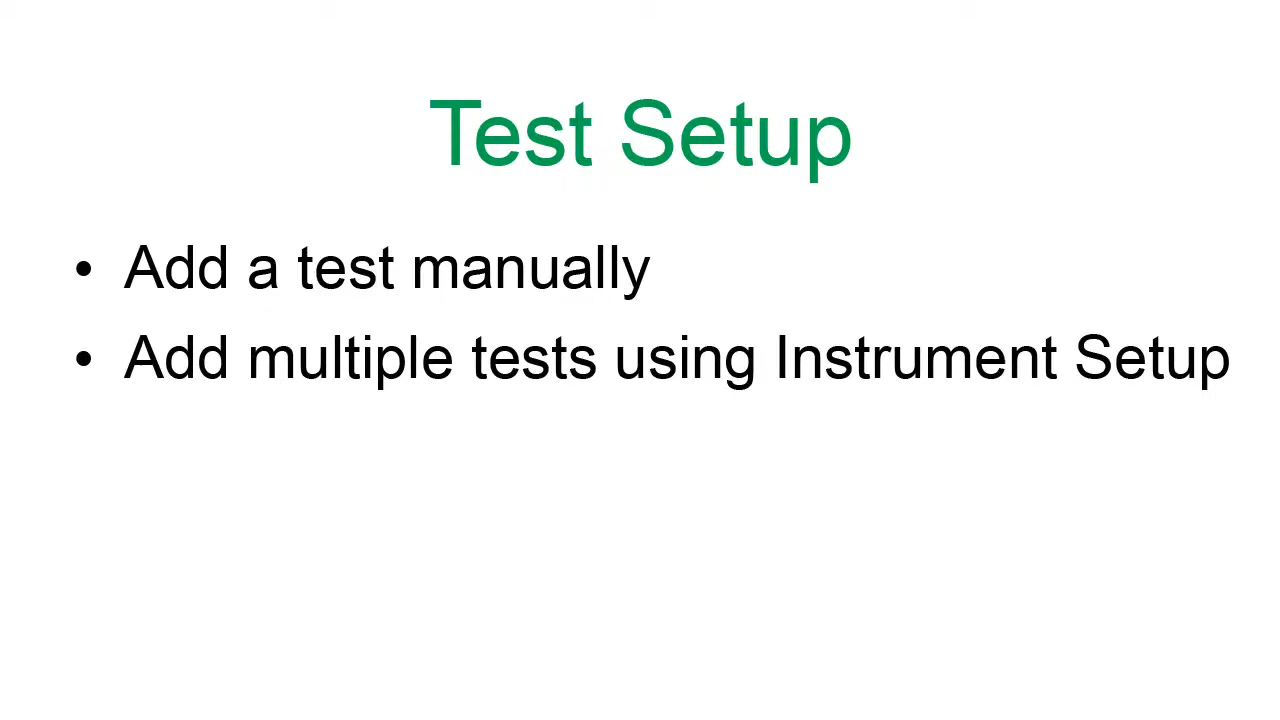 Test Setup
• Add a test manually
• Add multiple tests using Instrument Setup